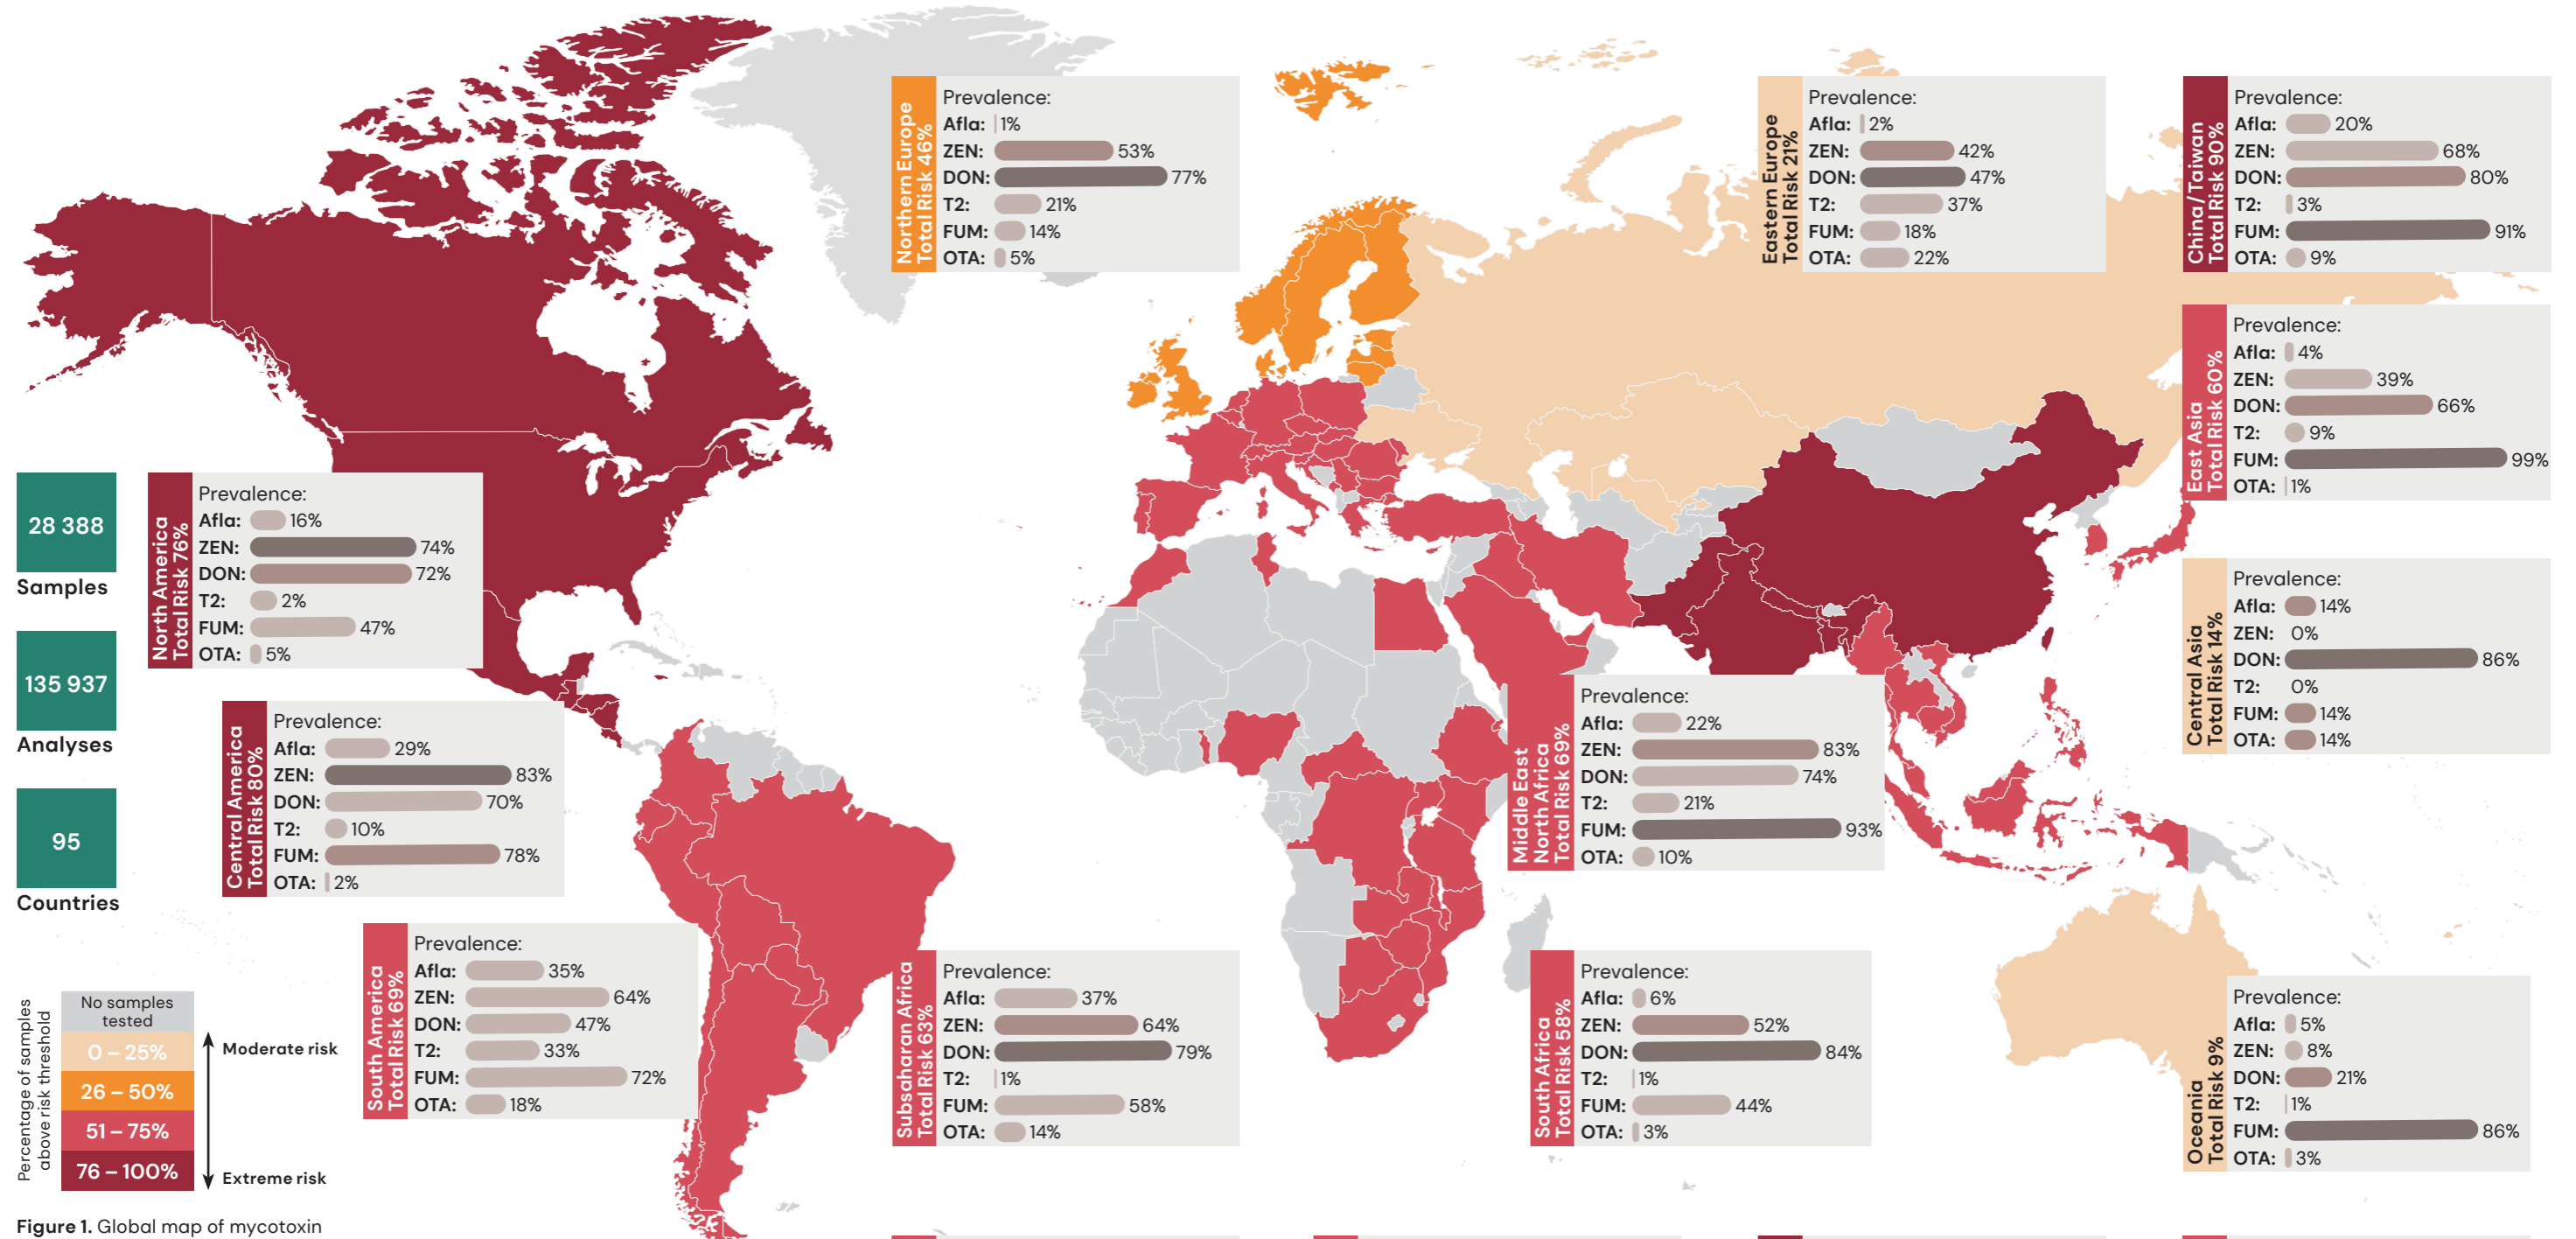 Northern Europe
Total Risk 46%
Prevalence:
Afla: 1%
ZEN: 53%
DON: 77%
T2: 21%
FUM: 14%
OTA: 5%
Eastern Europe
Total Risk 21%
Prevalence:
Afla: 2%
ZEN: 42%
DON: 47%
T2: 37%
FUM: 18%
OTA: 22%
China/Taiwan
Total Risk 90%
Prevalence:
Afla: 20%
ZEN: 68%
DON: 80%
T2: 3%
FUM: 91%
OTA: 9%
East Asia
Total Risk 60%
Prevalence:
Afla: 4%
ZEN: 39%
DON: 66%
T2: 9%
FUM: 99%
OTA: 1%
28 388
Samples
135 937
Analyses
95
Countries
North America
Total Risk 76%
Prevalence:
Afla: 16%
ZEN: 74%
DON: 72%
T2: 2%
FUM: 47%
OTA: 5%
Central Asia
Total Risk 14%
Prevalence:
Afla: 14%
ZEN: 0%
DON: 86%
T2: 0%
FUM: 14%
OTA: 14%
Central America
Total Risk 80%
Prevalence:
Afla: 29%
ZEN: 83%
DON: 70%
T2: 10%
FUM: 78%
OTA: 2%
Middle East
North Africa
Total Risk 69%
Prevalence:
Afla: 22%
ZEN: 83%
DON: 74%
T2: 21%
FUM: 93%
OTA: 10%
South America
Total Risk 69%
Prevalence:
Afla: 35%
ZEN: 64%
DON: 47%
T2: 33%
FUM: 72%
OTA: 18%
Subsaharan Africa
Total Risk 63%
Prevalence:
Afla: 37%
ZEN: 64%
DON: 79%
T2: 1%
FUM: 58%
OTA: 14%
South Africa
Total Risk 58%
Prevalence:
Afla: 6%
ZEN: 52%
DON: 84%
T2: 1%
FUM: 44%
OTA: 3%
Oceania
Total Risk 9%
Prevalence:
Afla: 5%
ZEN: 8%
DON: 21%
T2: 1%
FUM: 86%
OTA: 3%
Percentage of samples
above risk threshold
No samples
tested
0 – 25%
26 – 50%
51 – 75%
76 – 100%
Moderate risk
Extreme risk
Figure 1. Global map of mycotoxin